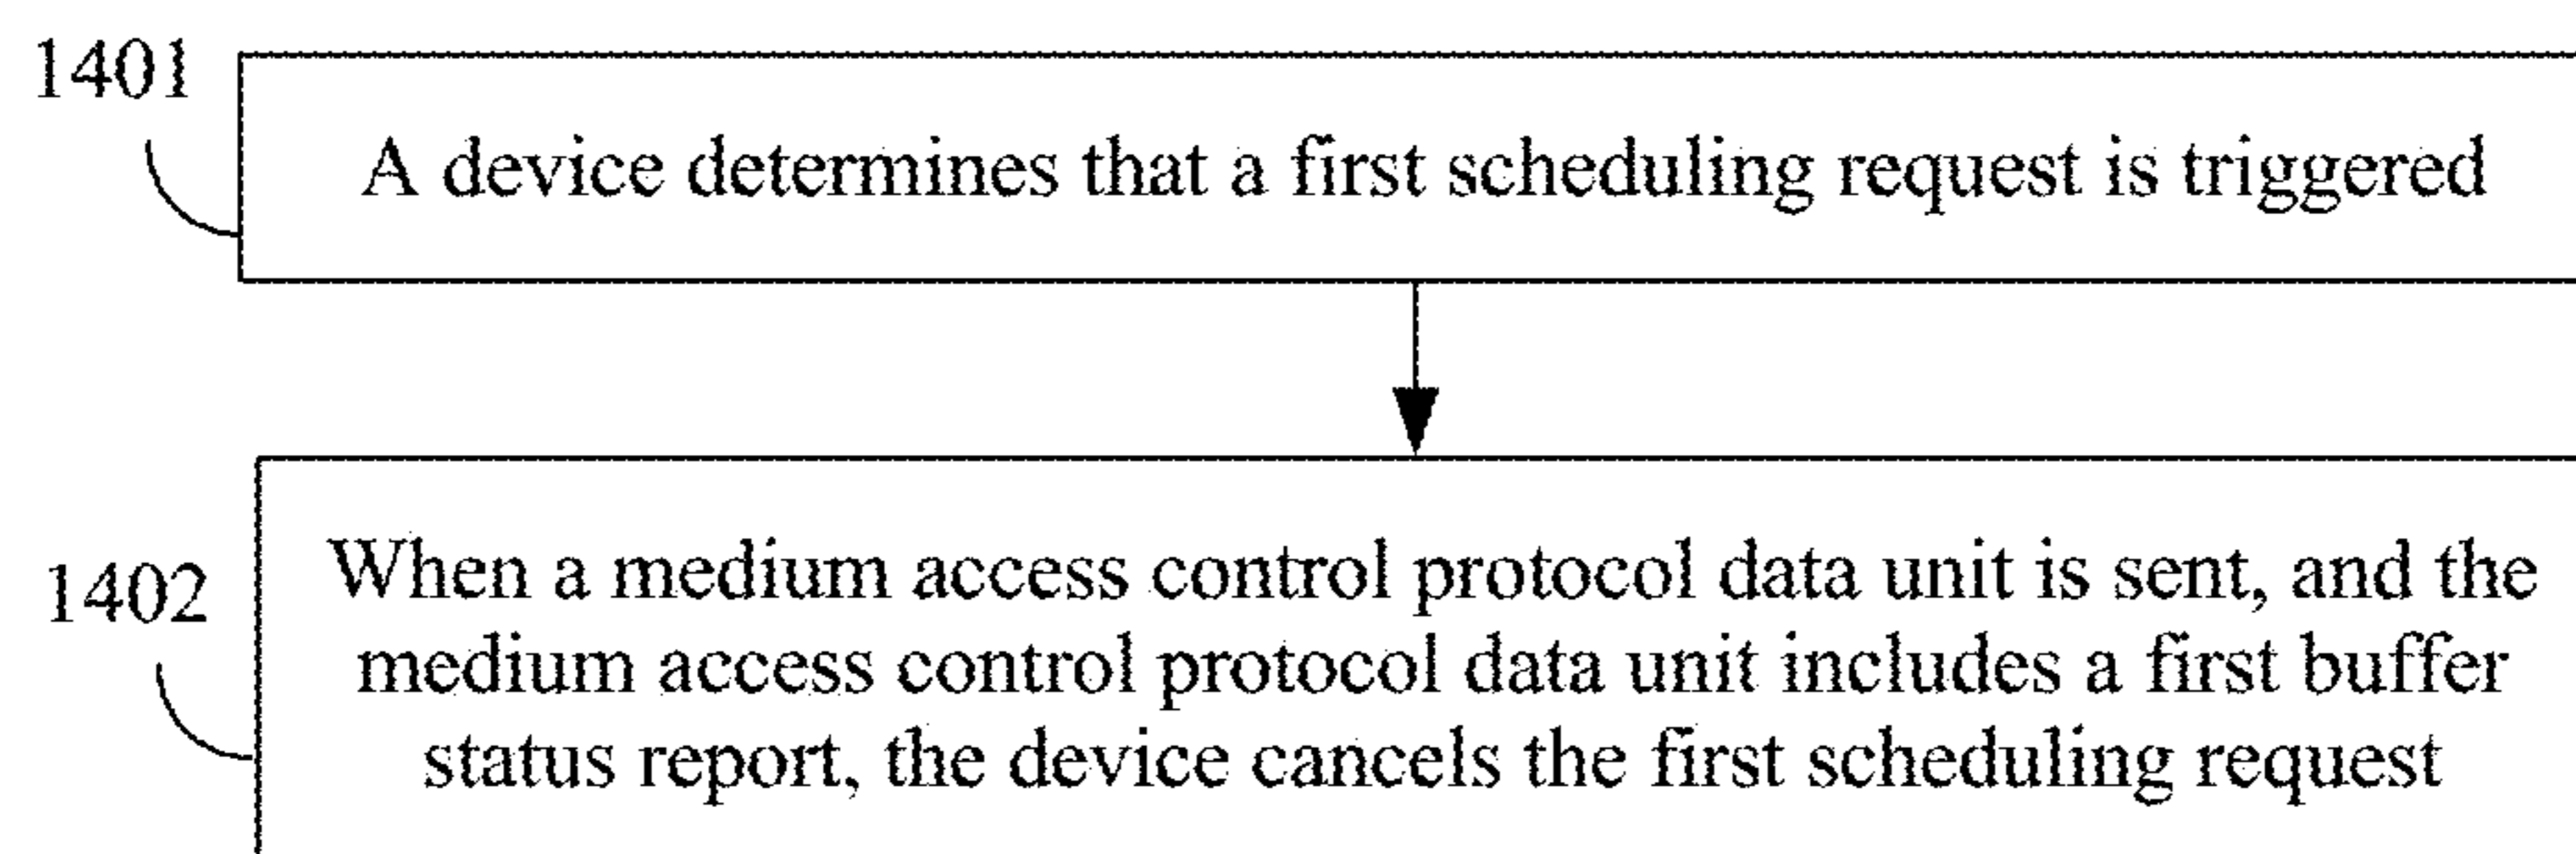 1401
A device determines that a first scheduling request is triggered
1402
When a medium access control protocol data unit is sent, and the
medium access control protocol data unit includes a first buffer
status report, the device cancels the first scheduling request